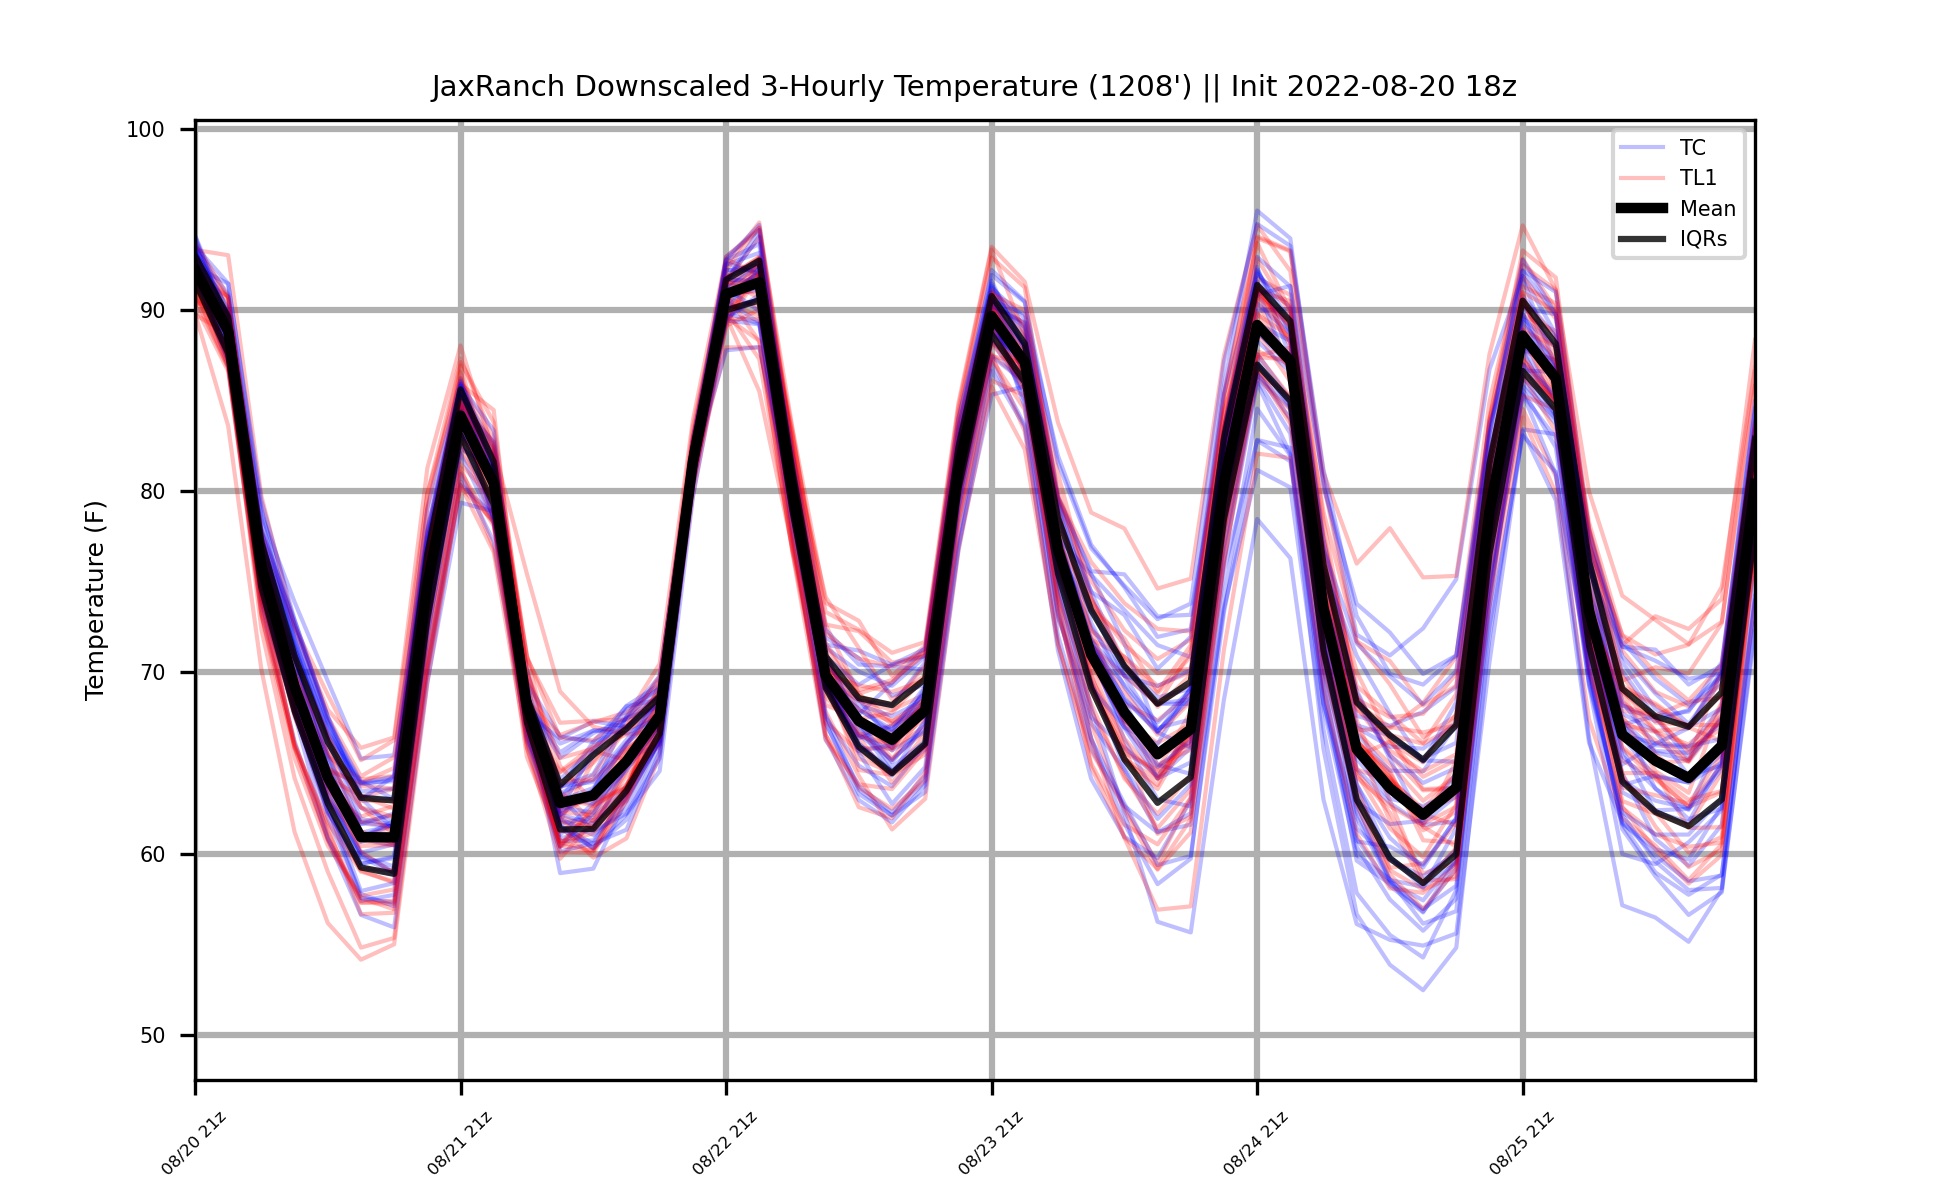 JaxRanch Downscaled 3-Hourly Temperature (1208') || Init 2022-08-20 18z
TC
TL1
Mean
IQRs
Temperature (F)
100
90
80
70
60
50
08/20 21z
08/21 21z
08/22 21z
08/23 21z
08/24 21z
08/25 21z